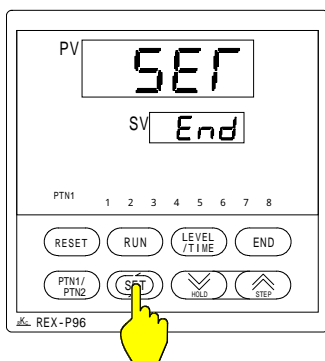 PV SET
SV End
PTN1 1 2 3 4 5 6 7 8
RESET RUN LEVEL /TIME END
PTN1/ PTN2 SET HOLD STEP
REX-P96